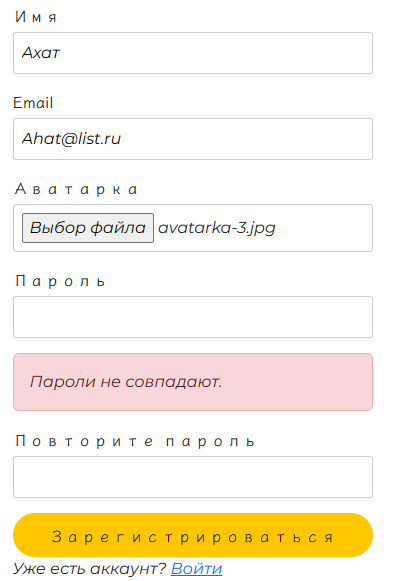 Имя
Ахат
Email
Ahat@list.ru
Аватарка
Выбор файла avatarka-3.jpg
Пароль
Пароли не совпадают.
Повторите пароль
Зарегистрироваться
Уже есть аккаунт? Войти